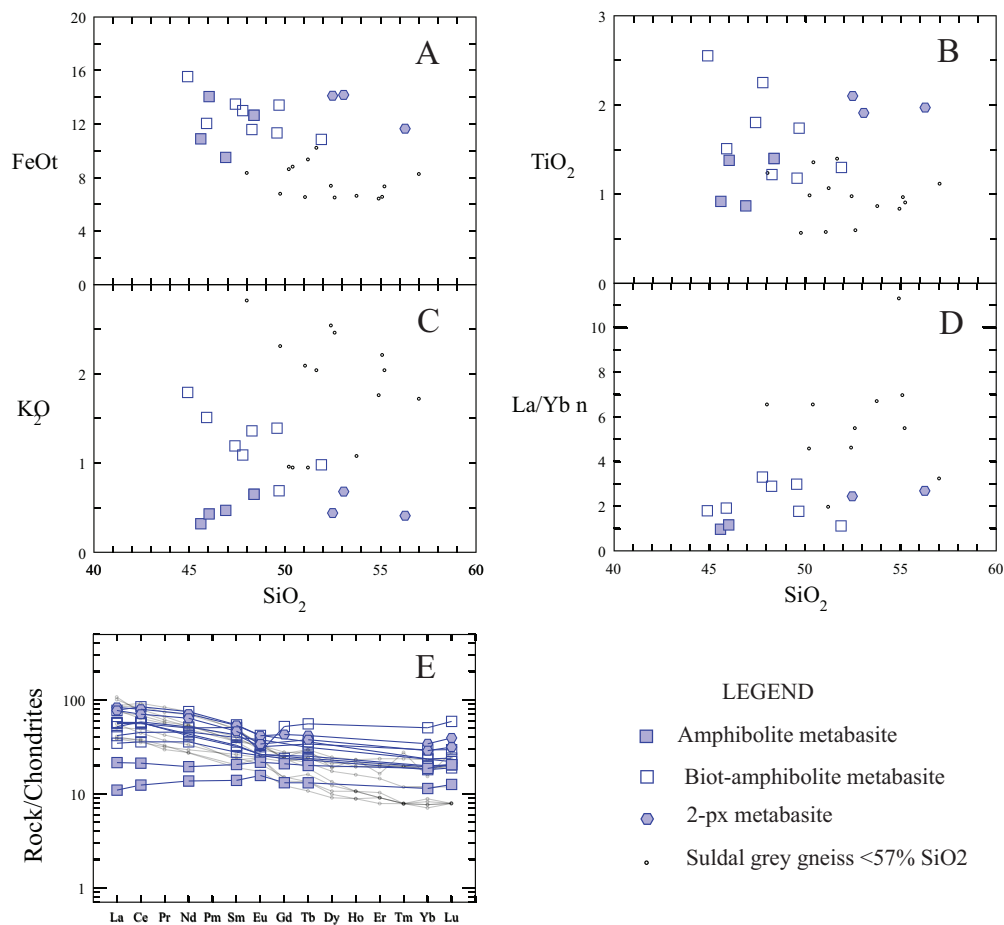 20
16
12
8
4
0
FeOt
A
3
2
1
0
TiO2
B
2
1
0
K2O
C
40
45
50
55
60
SiO2
10
8
6
4
2
0
La/Yb n
D
40
45
50
55
60
SiO2
100
10
1
Rock/Chondrites
E
La Ce Pr Nd Pm Sm Eu Gd Tb Dy Ho Er Tm Yb Lu
LEGEND
Amphibolite metabasite
Biot-amphibolite metabasite
2-px metabasite
Suldal grey gneiss <57% SiO2